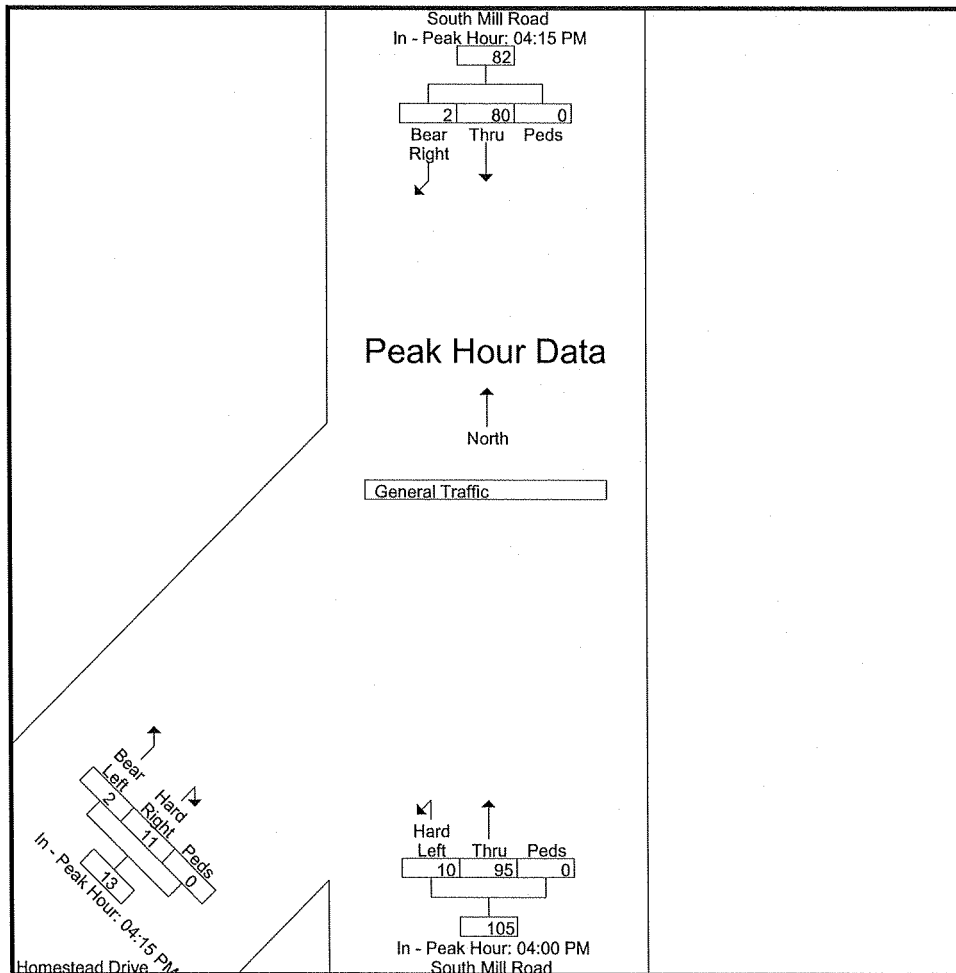 South Mill Road
In - Peak Hour: 04:15 PM
82
2 80 0
Bear Thru Peds
Right
Peak Hour Data
North
General Traffic
Bear
Left
Hard
Right
Peds
2 11 0
13
In - Peak Hour: 04:15 PM
Homestead Drive
Hard
Left Thru Peds
10 95 0
105
In - Peak Hour: 04:00 PM
South Mill Road